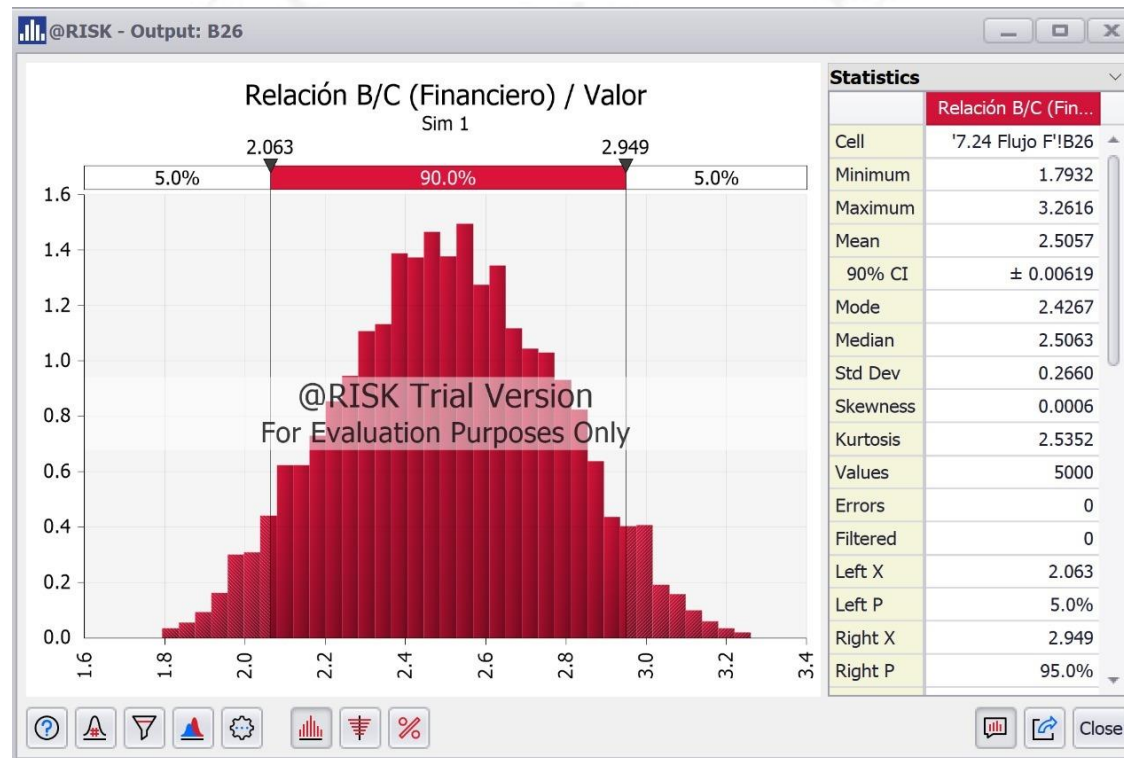 @RISK - Output: B26
Relación B/C (Financiero) / Valor
Sim 1
2.063 2.949
5.0% 90.0% 5.0%
1.6
1.4
1.2
1.0
0.8
0.6
0.4
0.2
0.0
1.6 1.8 2.0 2.2 2.4 2.6 2.8 3.0 3.2 3.4
@RISK Trial Version
For Evaluation Purposes Only
Statistics
Relación B/C (Fin...
Cell '7.24 Flujo F'!B26
Minimum 1.7932
Maximum 3.2616
Mean 2.5057
90% CI ± 0.00619
Mode 2.4267
Median 2.5063
Std Dev 0.2660
Skewness 0.0006
Kurtosis 2.5352
Values 5000
Errors 0
Filtered 0
Left X 2.063
Left P 5.0%
Right X 2.949
Right P 95.0%
Close